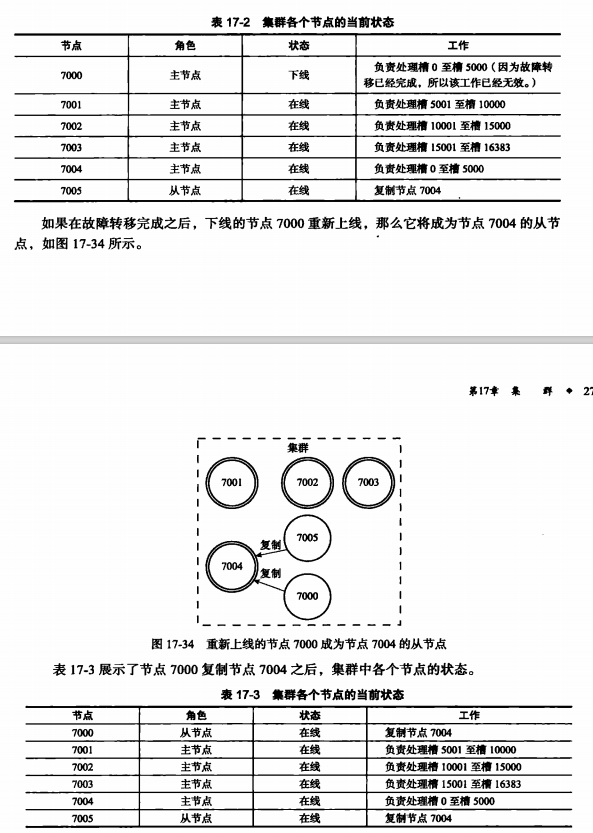 表 17-2 集群各个节点的当前状态
节点 角色 状态 工作
7000 主节点 下线 负责处理槽 0 至槽 5000（因为故障转
移已经完成，所以该工作已经无效。）
7001 主节点 在线 负责处理槽 5001 至槽 10000
7002 主节点 在线 负责处理槽 10001 至槽 15000
7003 主节点 在线 负责处理槽 15001 至槽 16383
7004 主节点 在线 负责处理槽 0 至槽 5000
7005 从节点 在线 复制节点 7004
如果在故障转移完成之后，下线的节点 7000 重新上线，那么它将成为节点 7004 的从节
点，如图 17-34 所示。
第17章 集 群 ◆ 27
集群
7001 7002 7003
7005
复制
7004
复制
7000
图 17-34 重新上线的节点 7000 成为节点 7004 的从节点
表 17-3 展示了节点 7000 复制节点 7004 之后，集群中各个节点的状态。
表 17-3 集群各个节点的当前状态
节点 角色 状态 工作
7000 从节点 在线 复制节点 7004
7001 主节点 在线 负责处理槽 5001 至槽 10000
7002 主节点 在线 负责处理槽 10001 至槽 15000
7003 主节点 在线 负责处理槽 15001 至槽 16383
7004 主节点 在线 负责处理槽 0 至槽 5000
7005 从节点 在线 复制节点 7004